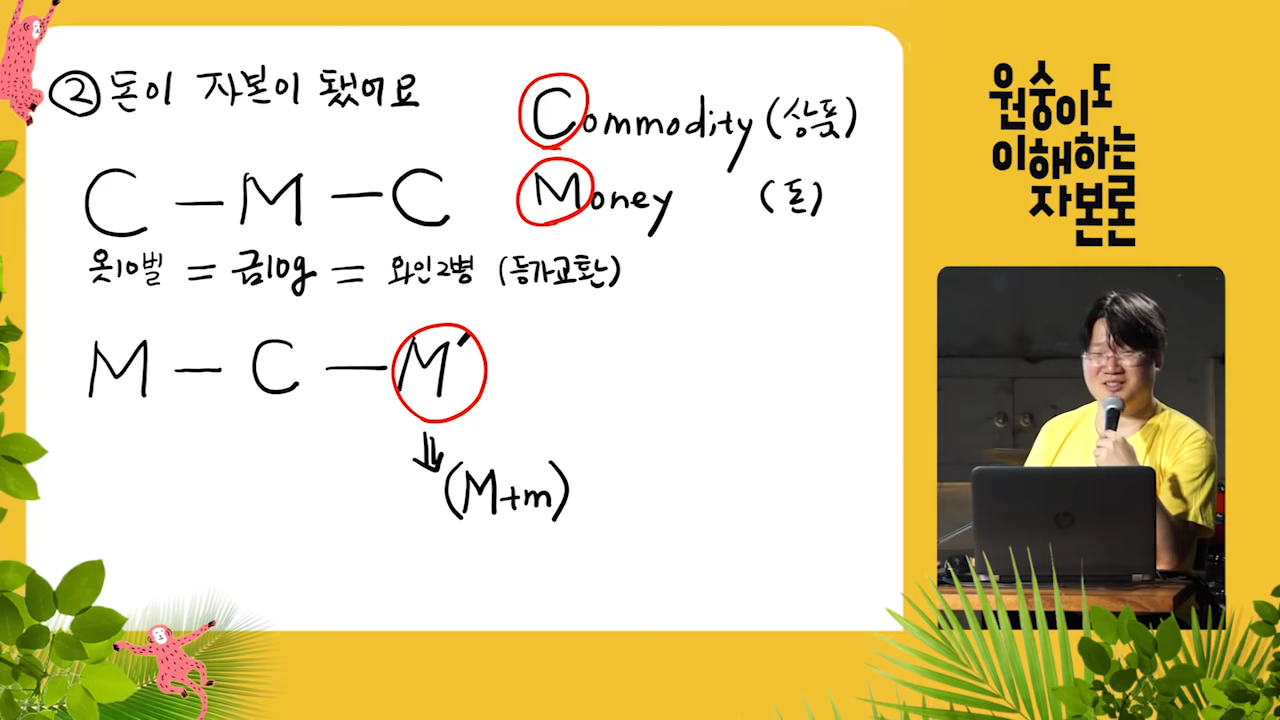 ② 돈이 자본이 됐어요
Commodity (상품)
Money (돈)
C — M — C
옷10벌 = 금10g = 와인2병 (등가교환)
M — C — M′
⇓
(M+m)
원숭이도
이해하는
자본론
hp